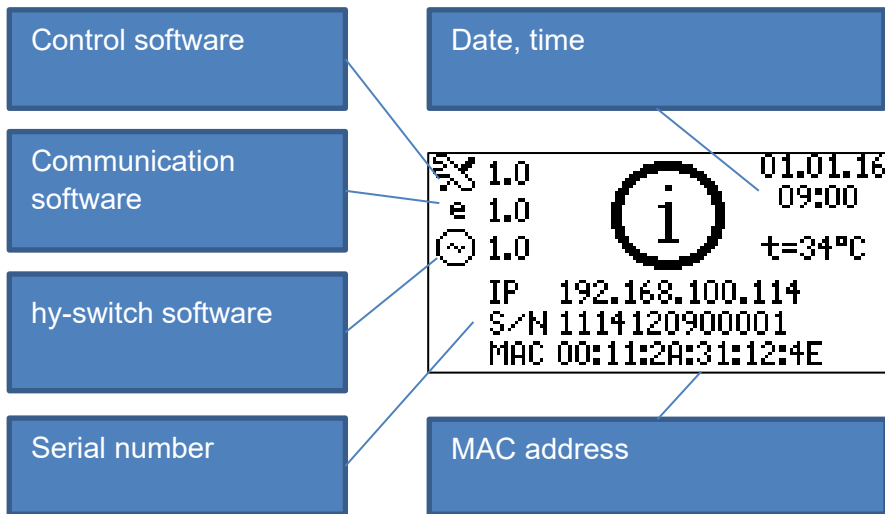 Control software
Date, time
Communication
software
hy-switch software
Serial number
MAC address
1.0
e 1.0
~ 1.0
i
01.01.16
09:00
t=34°C
IP 192.168.100.114
S/N 1114120900001
MAC 00:11:2A:31:12:4E